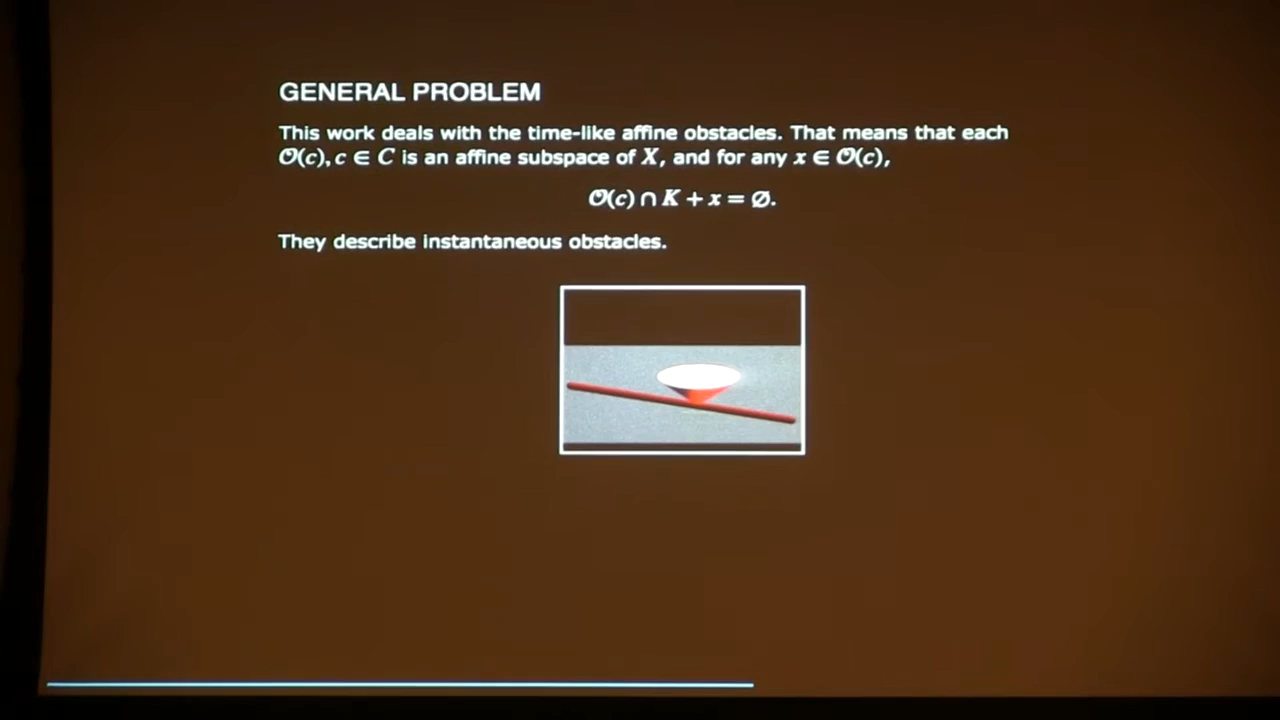 GENERAL PROBLEM
This work deals with the time-like affine obstacles. That means that each
𝒪(c), c ∈ C is an affine subspace of X, and for any x ∈ 𝒪(c),
𝒪(c) ∩ K + x = ∅.
They describe instantaneous obstacles.